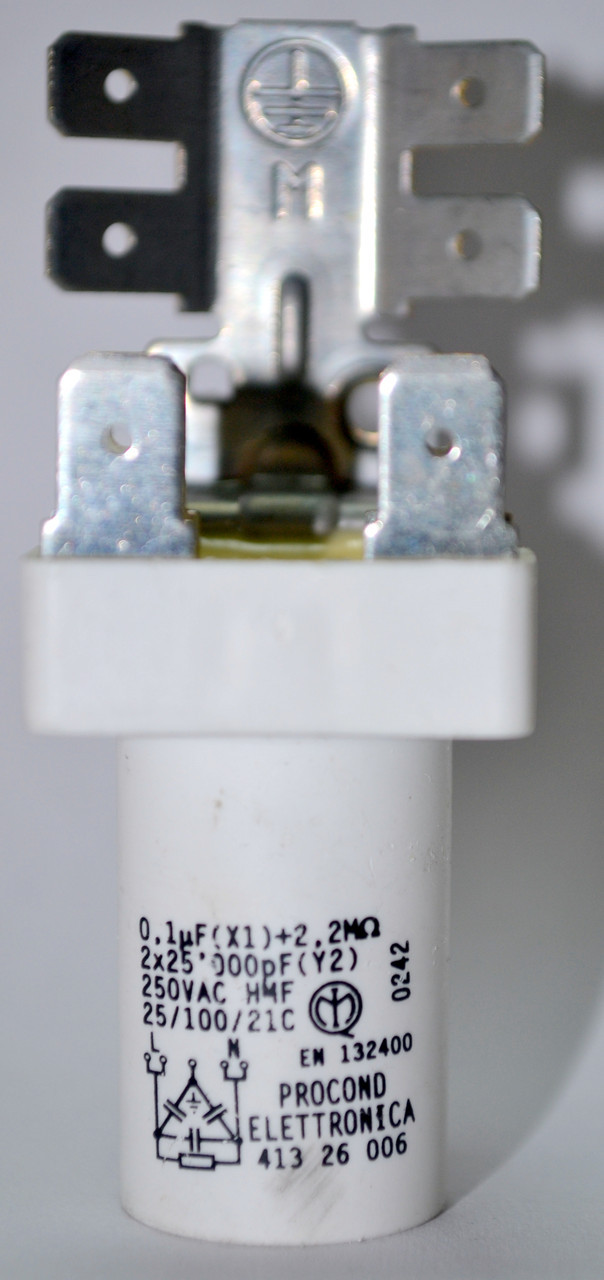 M
0,1µF(X1)+2,2MΩ
2x25'000pF(Y2)
250VAC HMF
25/100/21C
0242
EN 132400
L N
PROCOND
ELETTRONICA
413 26 006